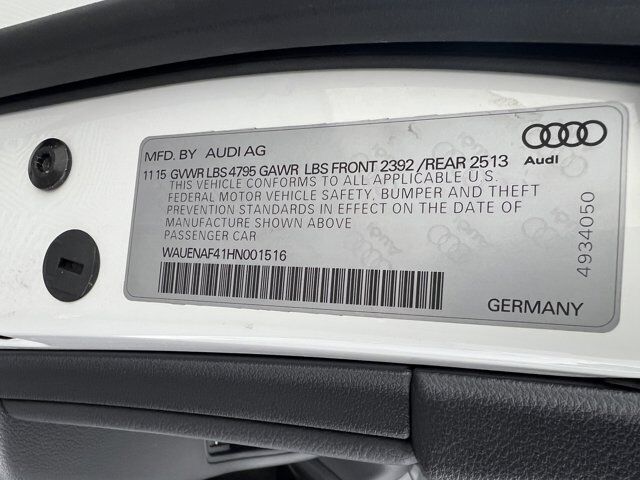 MFD. BY AUDI AG
11 15 GVWR LBS 4795 GAWR LBS FRONT 2392 /REAR 2513
THIS VEHICLE CONFORMS TO ALL APPLICABLE U.S.
FEDERAL MOTOR VEHICLE SAFETY, BUMPER AND THEFT
PREVENTION STANDARDS IN EFFECT ON THE DATE OF
MANUFACTURE SHOWN ABOVE
PASSENGER CAR
WAUENAF41HN001516
Audi
4934050
GERMANY